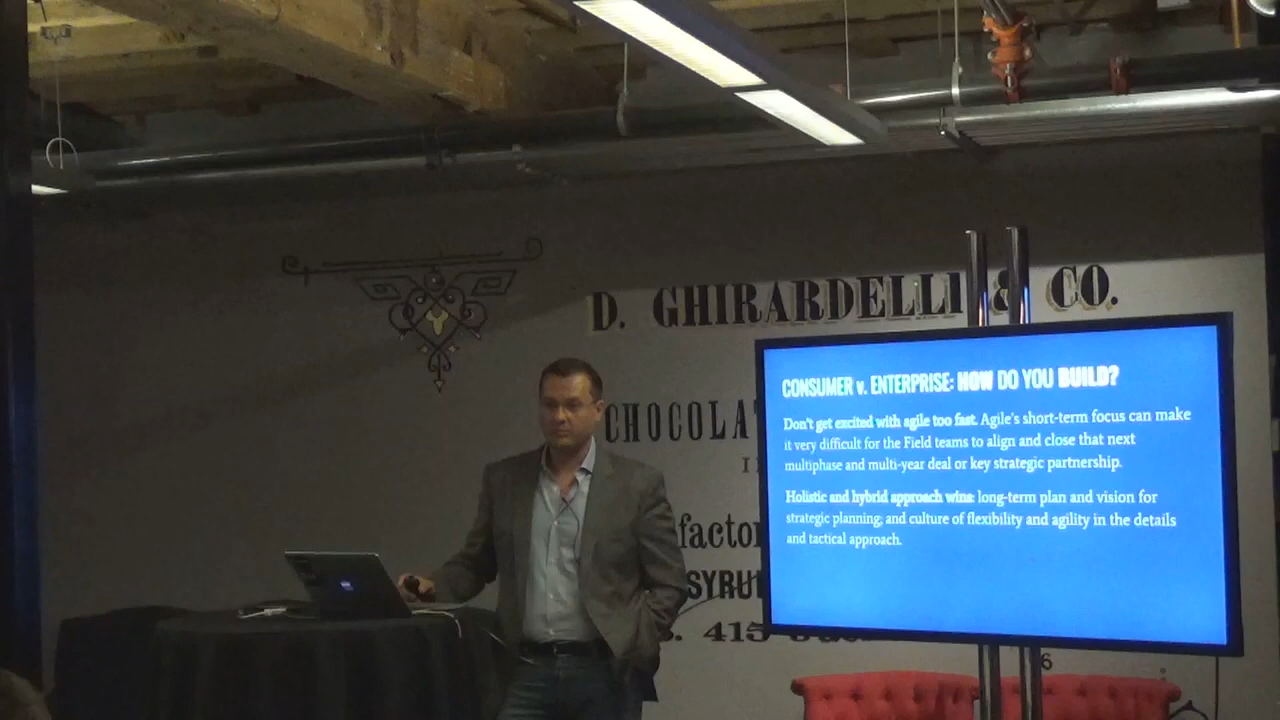 D. GHIRARDELLI & CO.
CHOCOLA
CONSUMER v. ENTERPRISE: HOW DO YOU BUILD?
Don't get excited with agile too fast. Agile's short-term focus can make
it very difficult for the Field teams to align and close that next
multiphase and multi-year deal or key strategic partnership.
Holistic and hybrid approach wins: long-term plan and vision for
strategic planning, and culture of flexibility and agility in the details
and tactical approach.
factor
SYRU
415